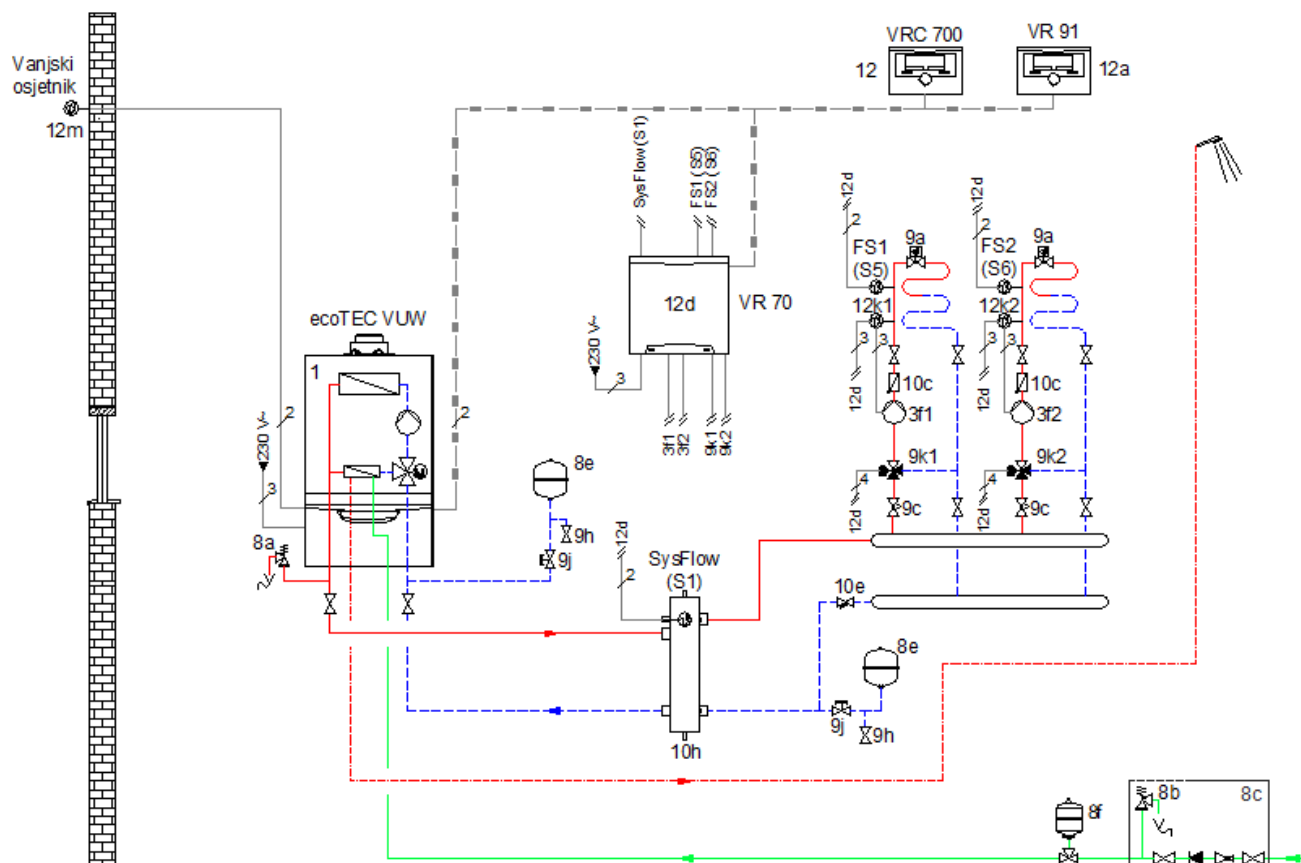 VRC 700
VR 91
Vanjski
osjetnik
12
12a
12m
SysFlow (S1)
FS1 (S5)
FS2 (S6)
12d
12d
2
2
9a
9a
FS1
(S5)
FS2
(S6)
12d
VR 70
12k1
12k2
ecoTEC VUW
230 V~
3
3
3
3
3
12d
12d
1
10c
10c
2
2
3f1
3f2
3f1
3f2
9k1
9k2
230 V~
3
9k1
9k2
4
4
8e
12d
12d
9c
9c
9h
8a
9j
12d
SysFlow
(S1)
2
10e
8e
9j
9h
10h
8b
8c
8f